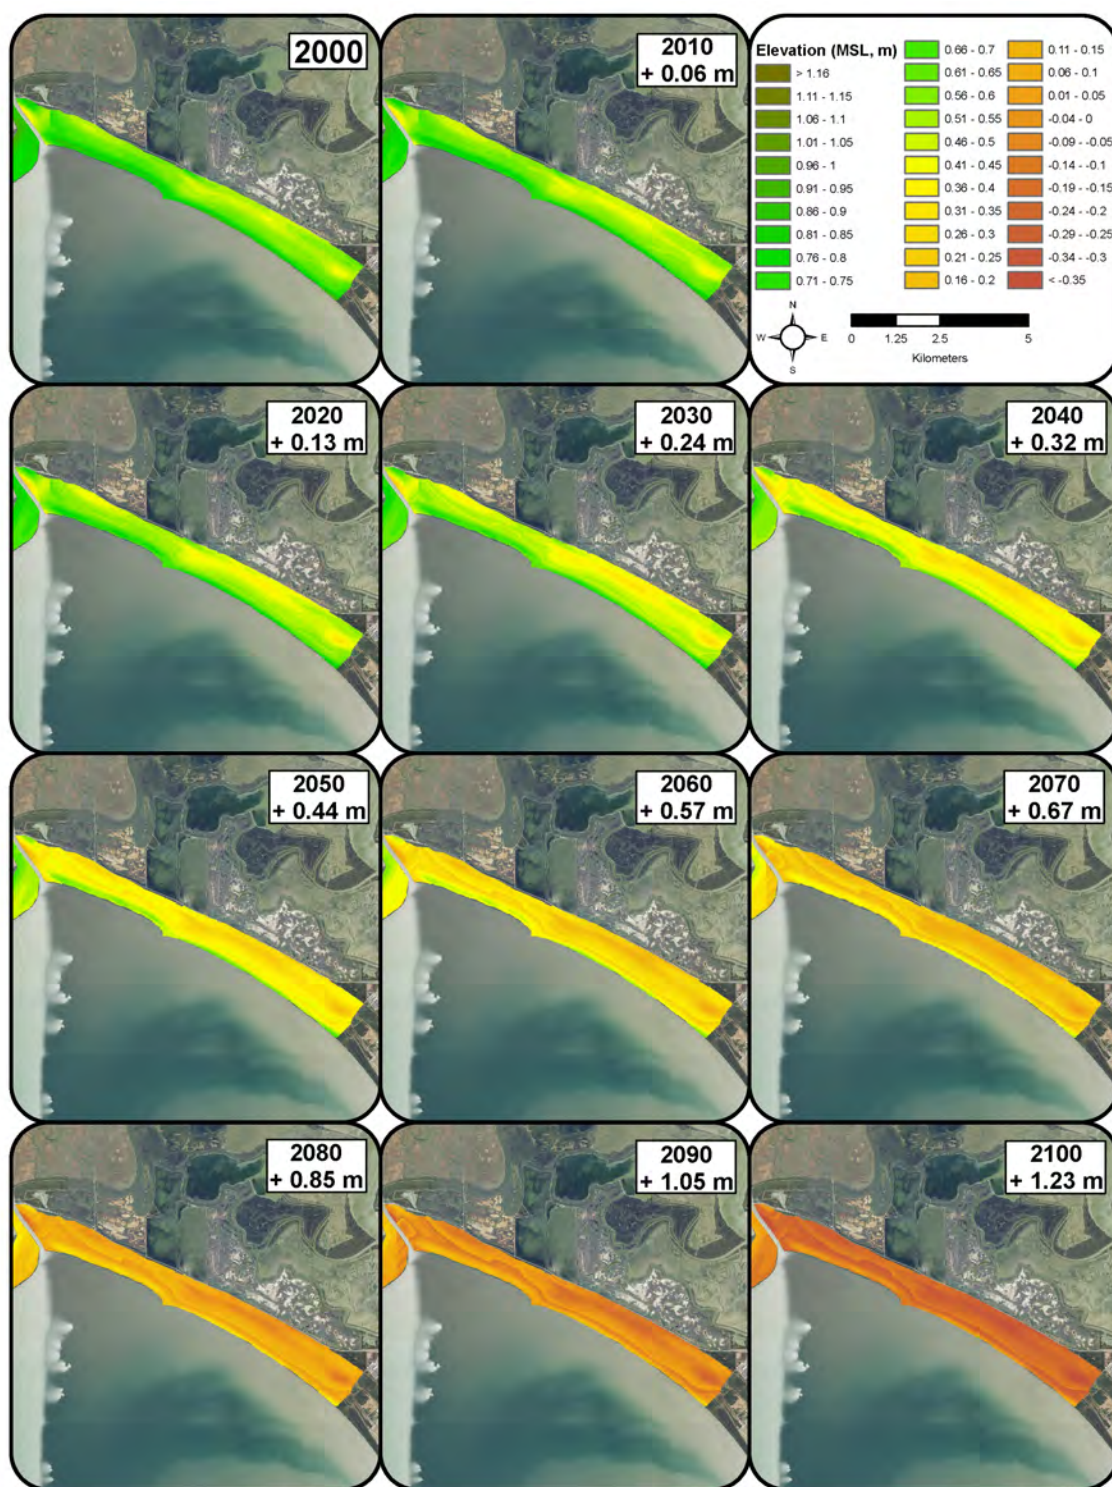 2000
2010
+ 0.06 m
Elevation (MSL, m)
> 1.16
1.11 - 1.15
1.06 - 1.1
1.01 - 1.05
0.96 - 1
0.91 - 0.95
0.86 - 0.9
0.81 - 0.85
0.76 - 0.8
0.71 - 0.75
0.66 - 0.7
0.61 - 0.65
0.56 - 0.6
0.51 - 0.55
0.46 - 0.5
0.41 - 0.45
0.36 - 0.4
0.31 - 0.35
0.26 - 0.3
0.21 - 0.25
0.16 - 0.2
0.11 - 0.15
0.06 - 0.1
0.01 - 0.05
-0.04 - 0
-0.09 - -0.05
-0.14 - -0.1
-0.19 - -0.15
-0.24 - -0.2
-0.29 - -0.25
-0.34 - -0.3
< -0.35
N
W E
S
0 1.25 2.5 5
Kilometers
2020
+ 0.13 m
2030
+ 0.24 m
2040
+ 0.32 m
2050
+ 0.44 m
2060
+ 0.57 m
2070
+ 0.67 m
2080
+ 0.85 m
2090
+ 1.05 m
2100
+ 1.23 m